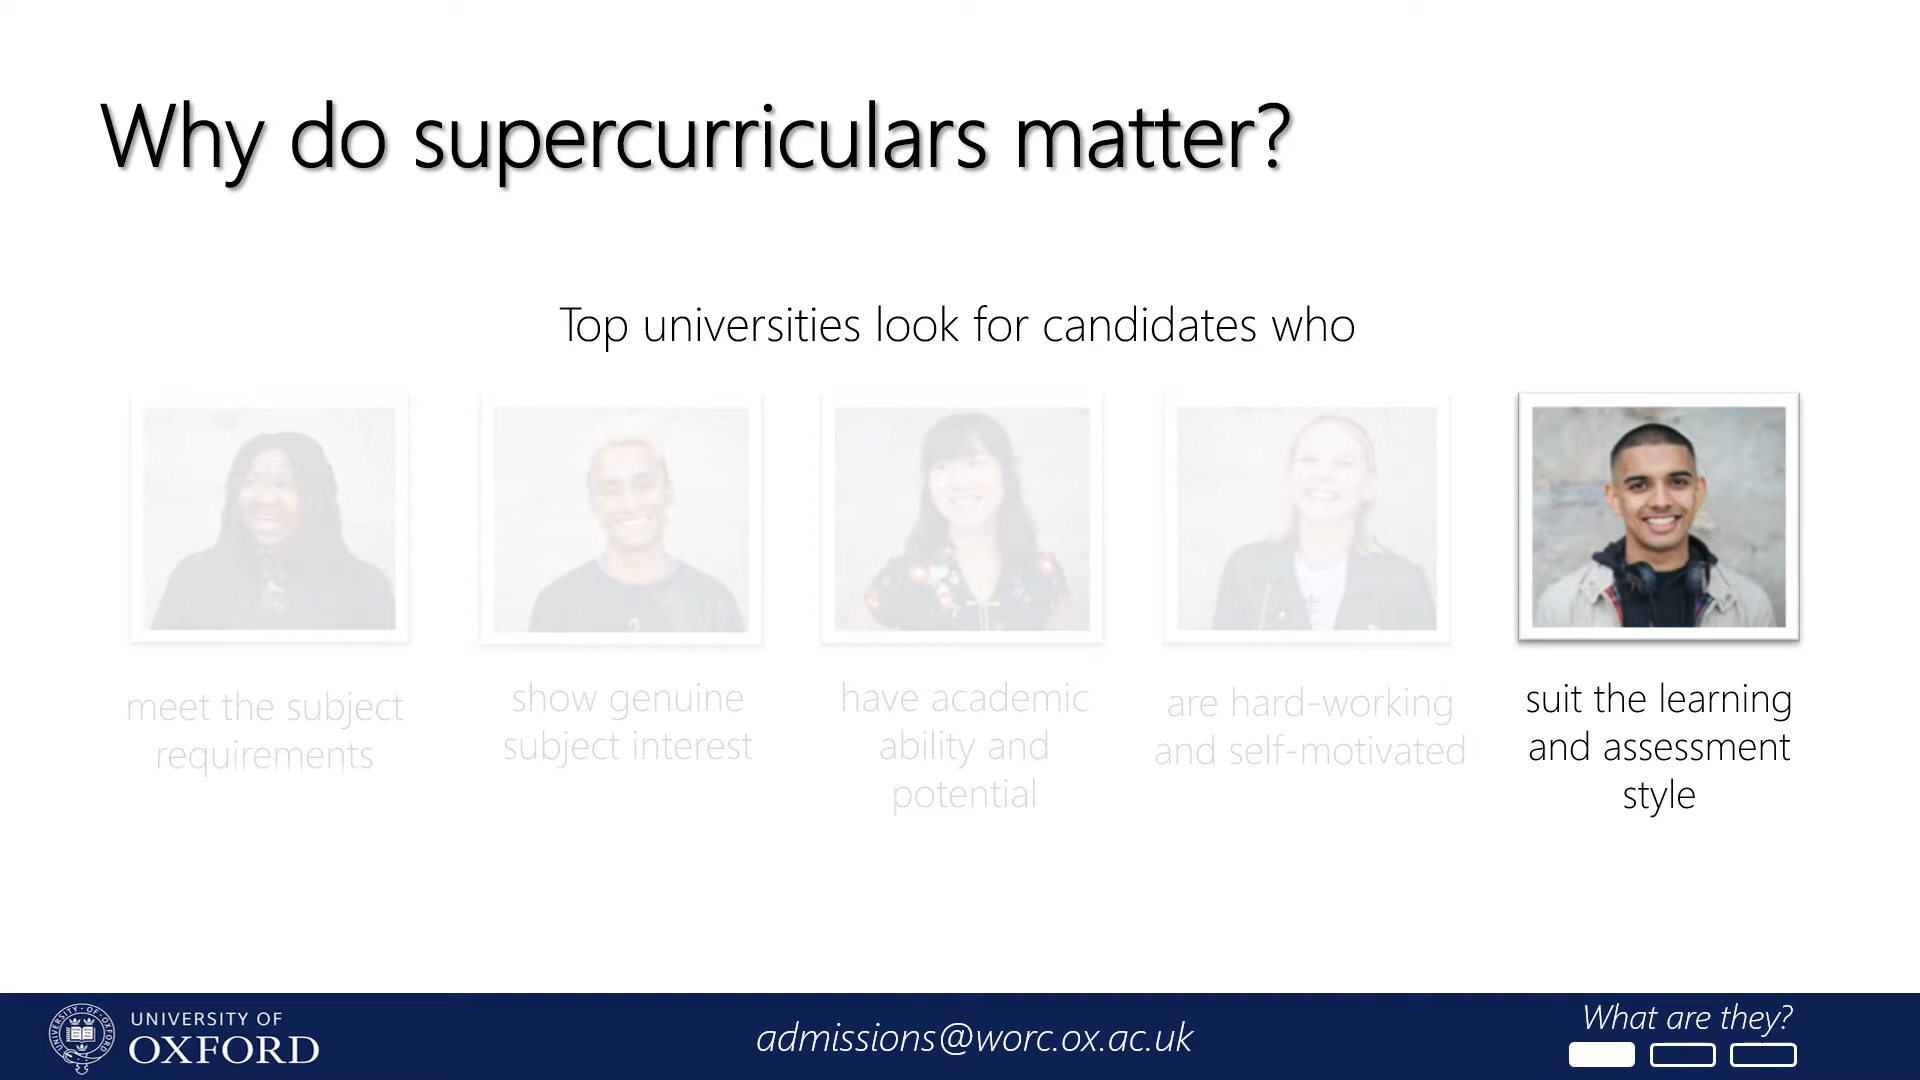 Why do supercurriculars matter?
Top universities look for candidates who
meet the subject
requirements
show genuine
subject interest
have academic
ability and
potential
are hard-working
and self-motivated
suit the learning
and assessment
style
UNIVERSITY OF
OXFORD
admissions@worc.ox.ac.uk
What are they?